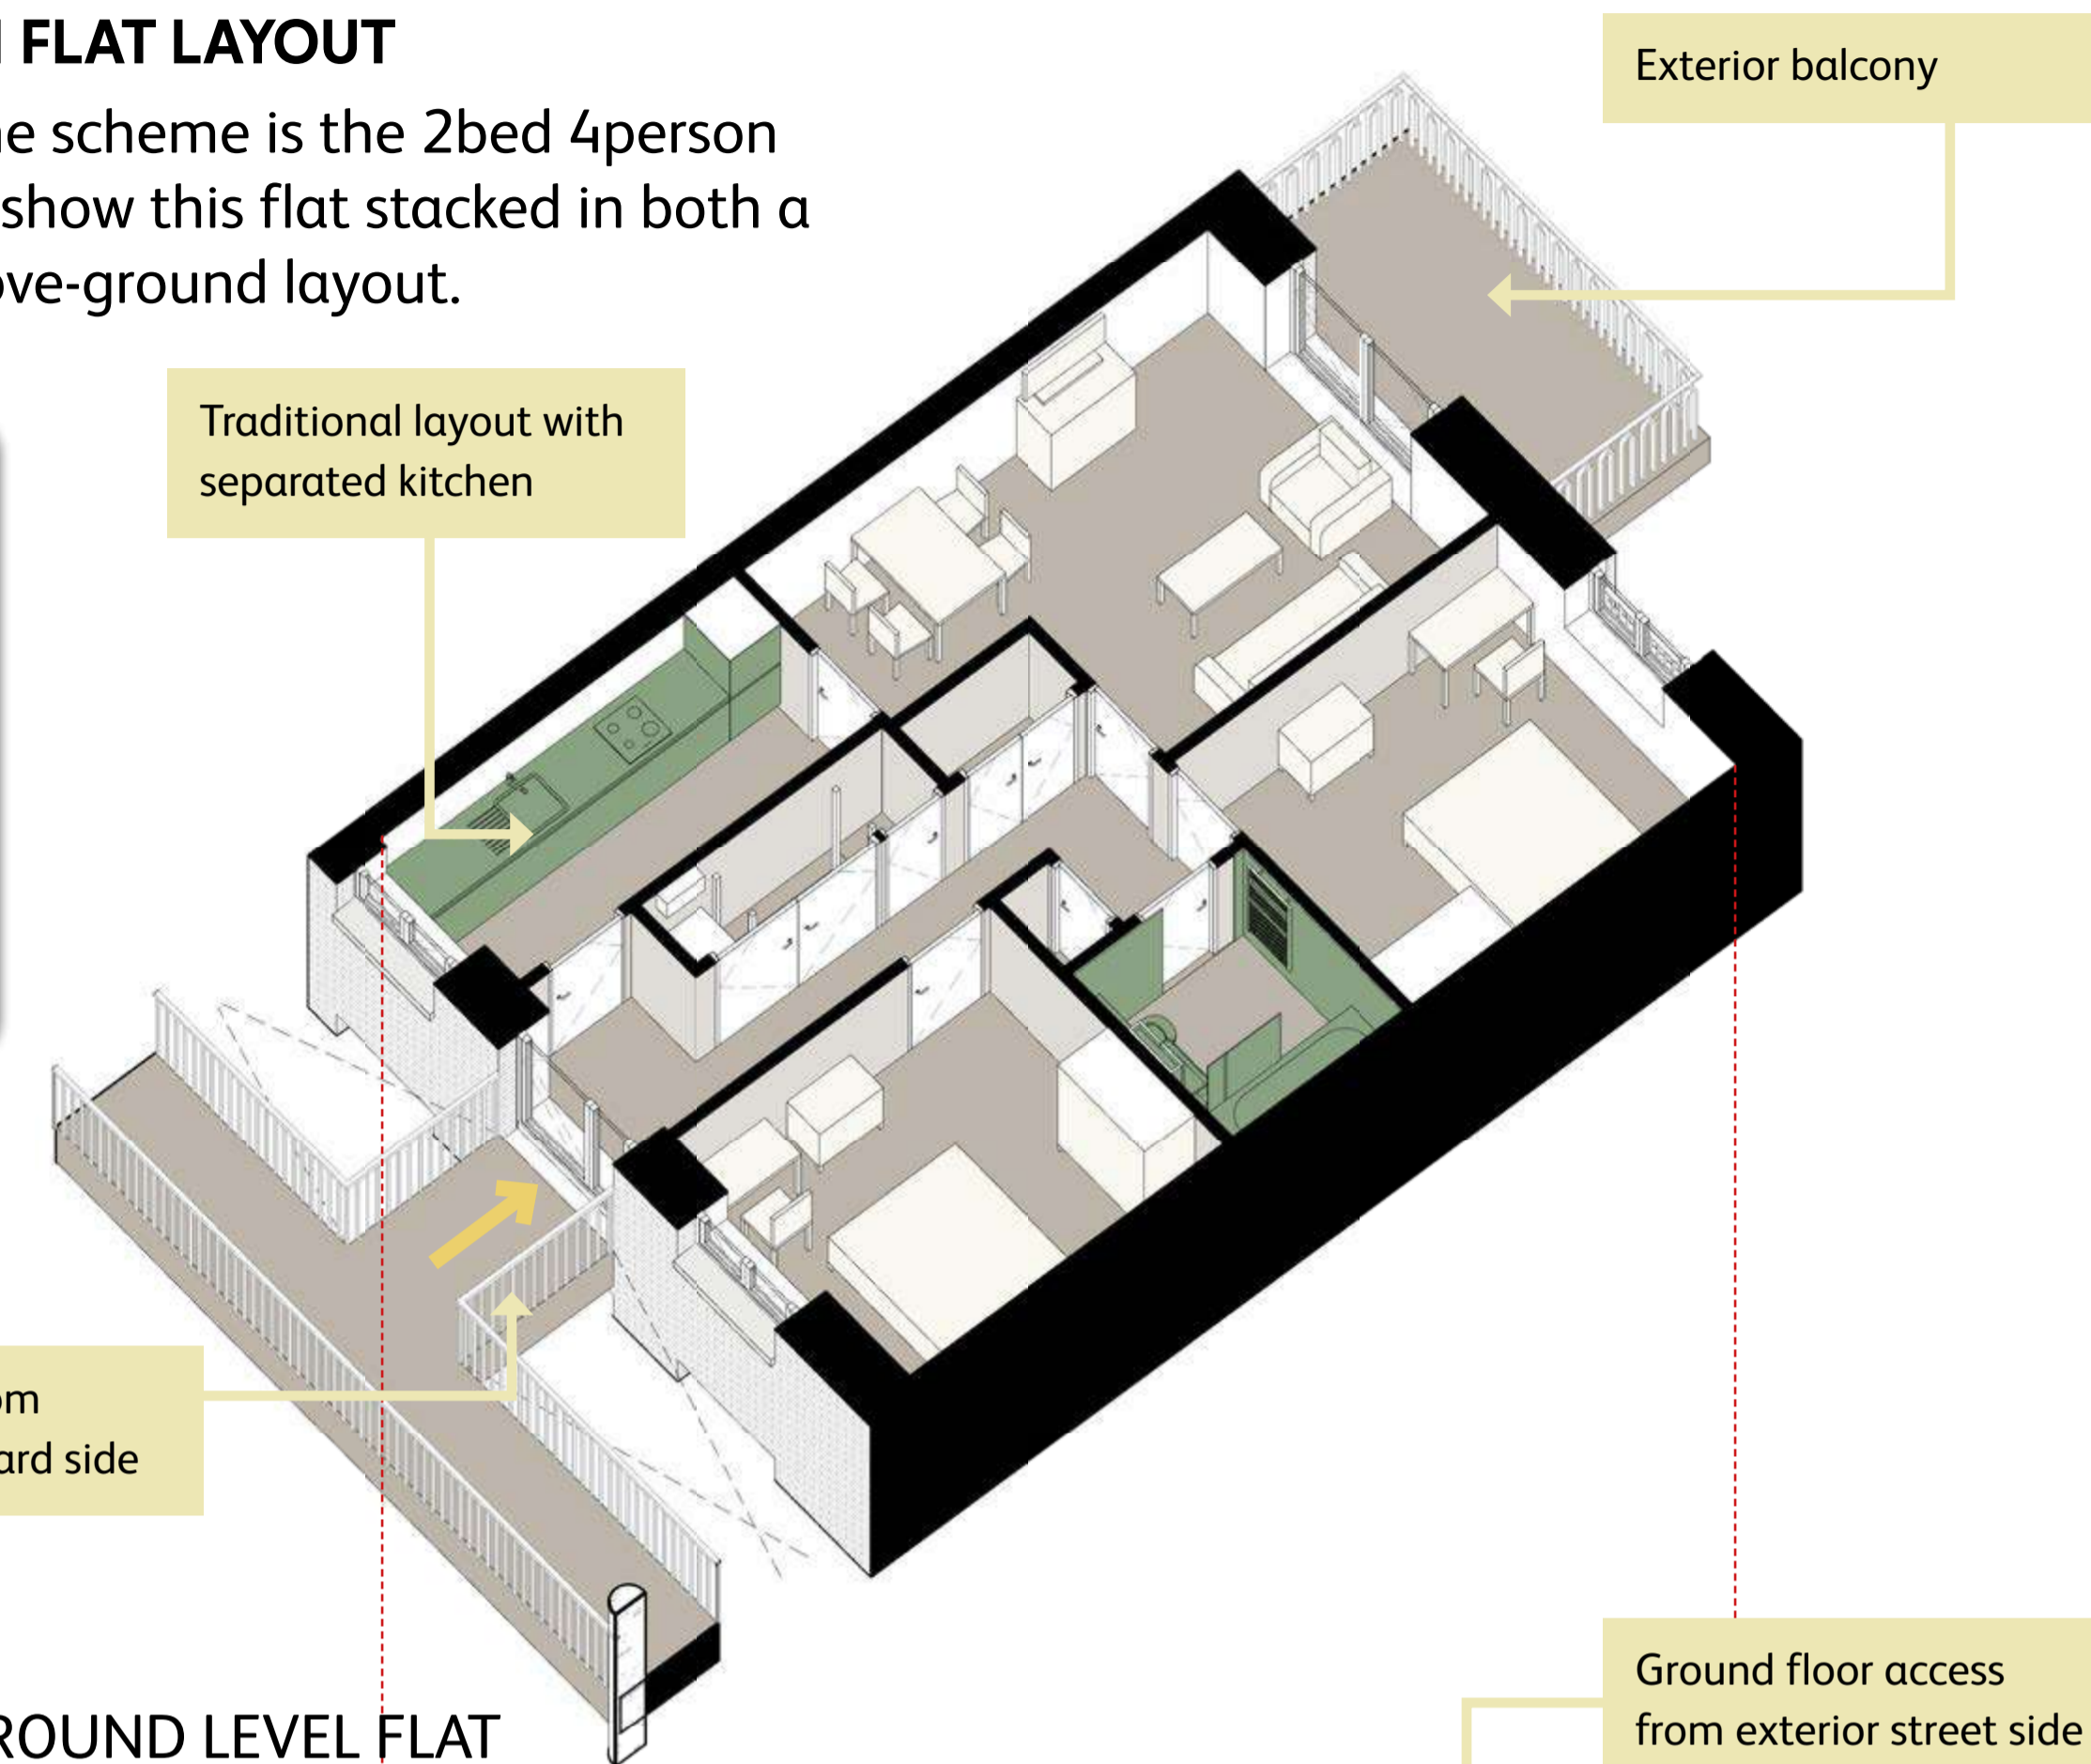 FLAT LAYOUT
scheme is the 2bed 4person
show this flat stacked in both a
ove-ground layout.
Exterior balcony
Traditional layout with
separated kitchen
om
ard side
ROUND LEVEL FLAT
Ground floor access
from exterior street side